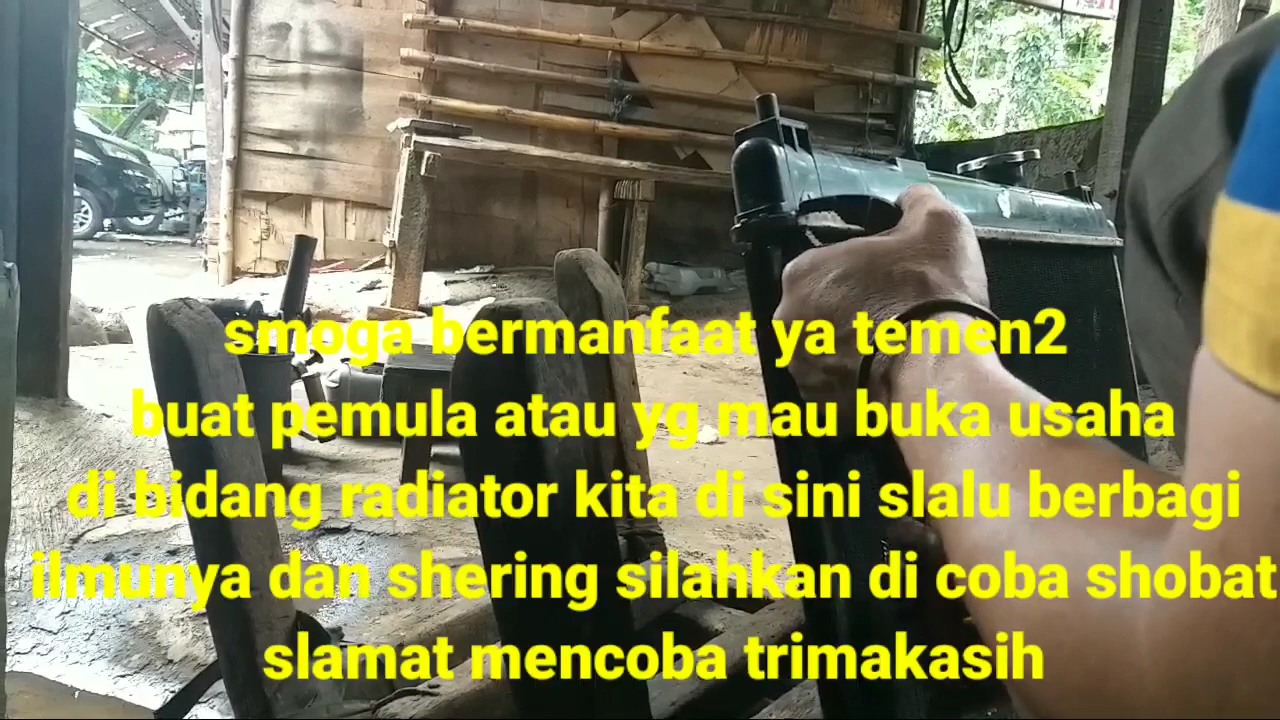 smoga bermanfaat ya temen2
buat pemula atau yg mau buka usaha
di bidang radiator kita di sini slalu berbagi
ilmunya dan shering silahkan di coba shobat
slamat mencoba trimakasih